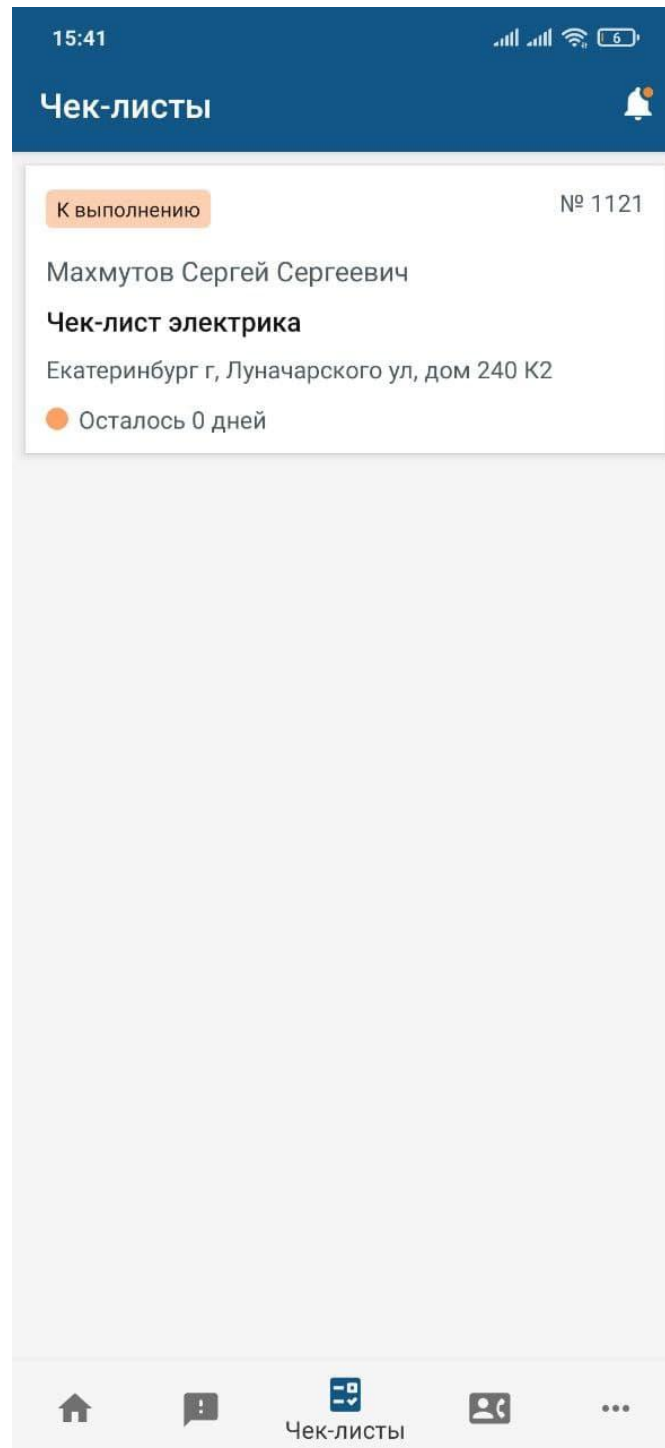 15:41
6
Чек-листы
К выполнению
№ 1121
Махмутов Сергей Сергеевич
Чек-лист электрика
Екатеринбург г, Луначарского ул, дом 240 К2
Осталось 0 дней
Чек-листы